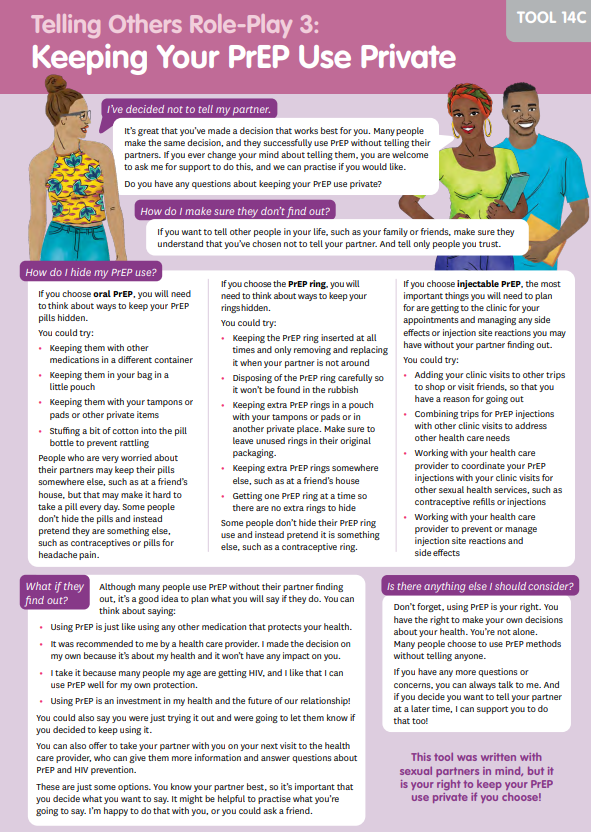 TOOL 14C
Telling Others Role-Play 3:
Keeping Your PrEP Use Private
I've decided not to tell my partner.
It's great that you've made a decision that works best for you. Many people
make the same decision, and they successfully use PrEP without telling their
partners. If you ever change your mind about telling them, you are welcome
to ask me for support to do this, and we can practise if you would like.
Do you have any questions about keeping your PrEP use private?
How do I make sure they don't find out?
If you want to tell other people in your life, such as your family or friends, make sure they
understand that you've chosen not to tell your partner. And tell only people you trust.
How do I hide my PrEP use?
If you choose oral PrEP, you will need
to think about ways to keep your PrEP
pills hidden.
You could try:
• Keeping them with other
medications in a different container
• Keeping them in your bag in a
little pouch
• Keeping them with your tampons or
pads or other private items
• Stuffing a bit of cotton into the pill
bottle to prevent rattling
People who are very worried about
their partners may keep their pills
somewhere else, such as at a friend's
house, but that may make it hard to
take a pill every day. Some people
don't hide the pills and instead
pretend they are something else,
such as contraceptives or pills for
headache pain.
If you choose the PrEP ring, you will
need to think about ways to keep your
rings hidden.
You could try:
• Keeping the PrEP ring inserted at all
times and only removing and replacing
it when your partner is not around
• Disposing of the PrEP ring carefully so
it won't be found in the rubbish
• Keeping extra PrEP rings in a pouch
with your tampons or pads or in
another private place. Make sure to
leave unused rings in their original
packaging.
• Keeping extra PrEP rings somewhere
else, such as at a friend's house
• Getting one PrEP ring at a time so
there are no extra rings to hide
Some people don't hide their PrEP ring
use and instead pretend it is something
else, such as a contraceptive ring.
If you choose injectable PrEP, the most
important things you will need to plan
for are getting to the clinic for your
appointments and managing any side
effects or injection site reactions you may
have without your partner finding out.
You could try:
• Adding your clinic visits to other trips
to shop or visit friends, so that you
have a reason for going out
• Combining trips for PrEP injections
with other clinic visits to address
other health care needs
• Working with your health care
provider to coordinate your PrEP
injections with your clinic visits for
other sexual health services, such as
contraceptive refills or injections
• Working with your health care
provider to prevent or manage
injection site reactions and
side effects
What if they
find out?
Although many people use PrEP without their partner finding
out, it's a good idea to plan what you will say if they do. You can
think about saying:
• Using PrEP is just like using any other medication that protects your health.
• It was recommended to me by a health care provider. I made the decision on
my own because it's about my health and it won't have any impact on you.
• I take it because many people my age are getting HIV, and I like that I can
use PrEP well for my own protection.
• Using PrEP is an investment in my health and the future of our relationship!
You could also say you were just trying it out and were going to let them know if
you decided to keep using it.
You can also offer to take your partner with you on your next visit to the health
care provider, who can give them more information and answer questions about
PrEP and HIV prevention.
These are just some options. You know your partner best, so it's important that
you decide what you want to say. It might be helpful to practise what you're
going to say. I'm happy to do that with you, or you could ask a friend.
Is there anything else I should consider?
Don't forget, using PrEP is your right. You
have the right to make your own decisions
about your health. You're not alone.
Many people choose to use PrEP methods
without telling anyone.
If you have any more questions or
concerns, you can always talk to me. And
if you decide you want to tell your partner
at a later time, I can support you to do
that too!
This tool was written with
sexual partners in mind, but it
is your right to keep your PrEP
use private if you choose!